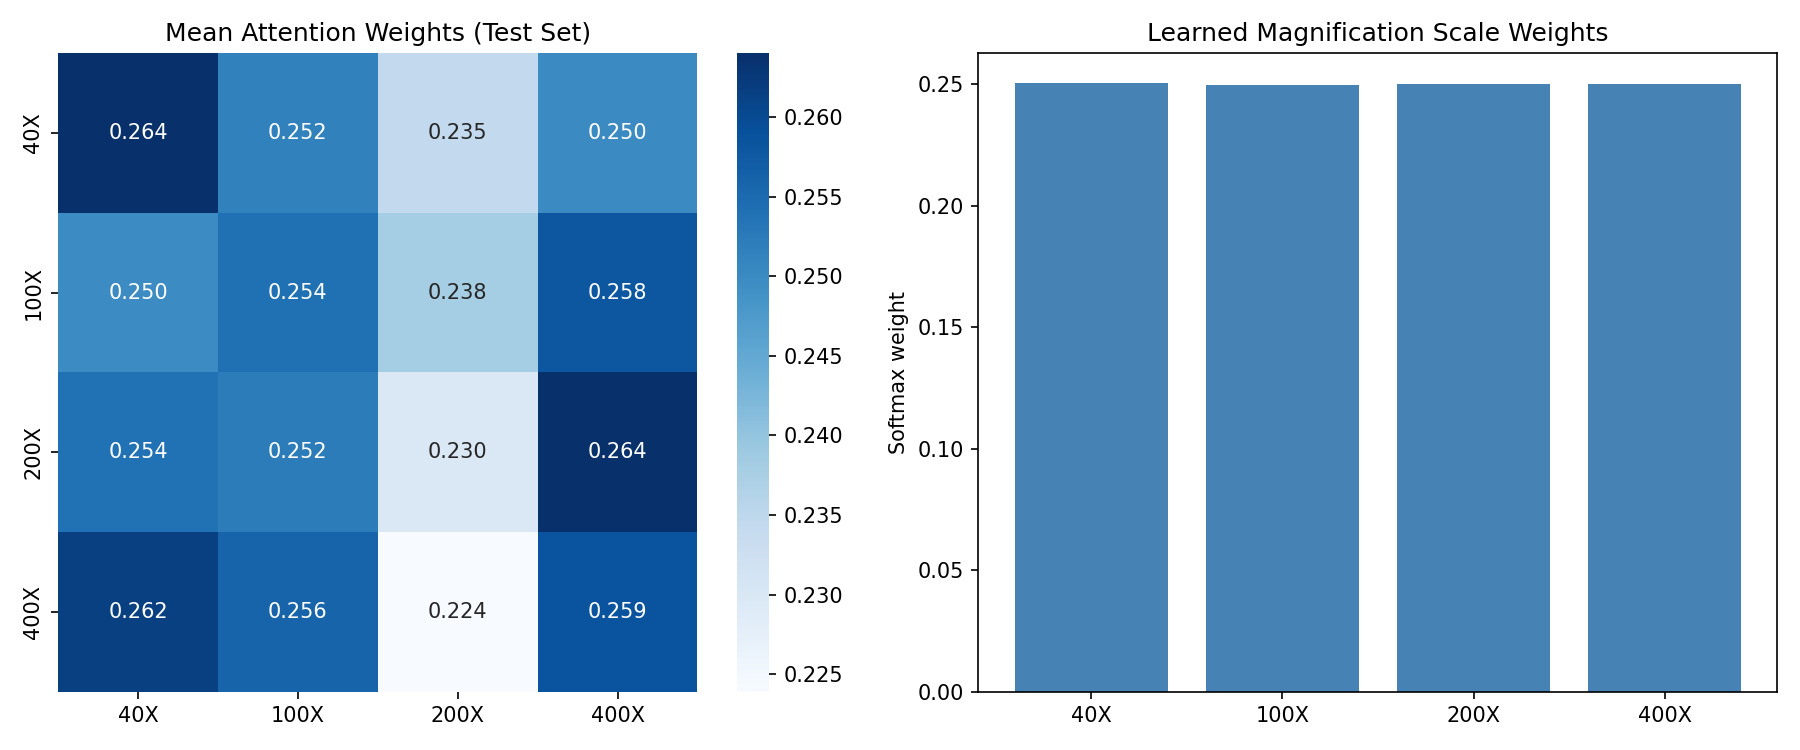 Mean Attention Weights (Test Set)
40X 0.264 0.252 0.235 0.250
100X 0.250 0.254 0.238 0.258
200X 0.254 0.252 0.230 0.264
400X 0.262 0.256 0.224 0.259
40X 100X 200X 400X
0.260
0.255
0.250
0.245
0.240
0.235
0.230
0.225
Learned Magnification Scale Weights
Softmax weight
0.25
0.20
0.15
0.10
0.05
0.00
40X 100X 200X 400X